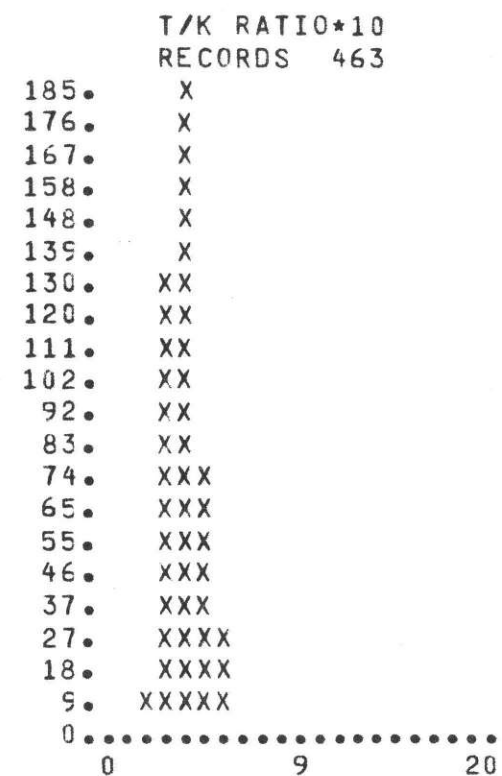 T/K RATIO*10
RECORDS 463
185. X
176. X
167. X
158. X
148. X
139. X
130. XX
120. XX
111. XX
102. XX
92. XX
83. XX
74. XXX
65. XXX
55. XXX
46. XXX
37. XXX
27. XXXX
18. XXXX
9. XXXXX
0.....................
0 9 20